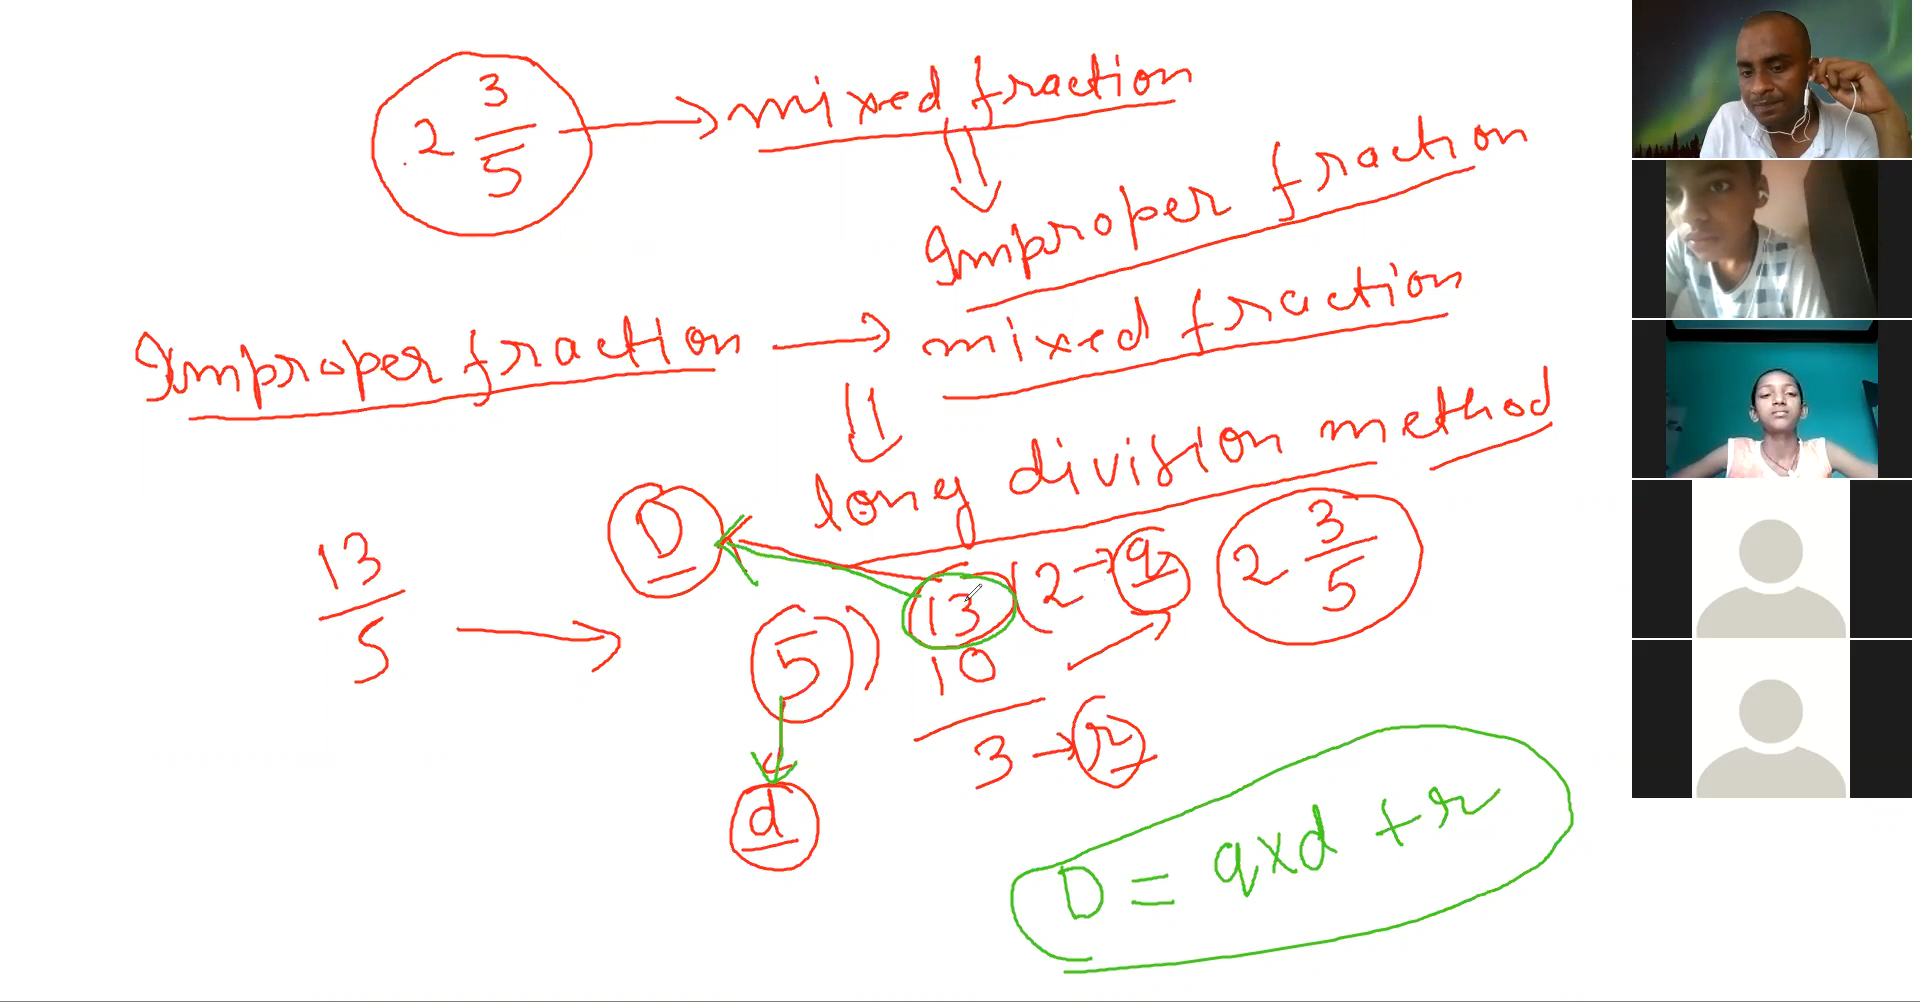 2 3/5 → mixed fraction
Improper fraction
Improper fraction → mixed fraction
long division method
13/5 →
D
5) 13 (2 → q
10
3 → r
d
2 3/5
D = q x d + r